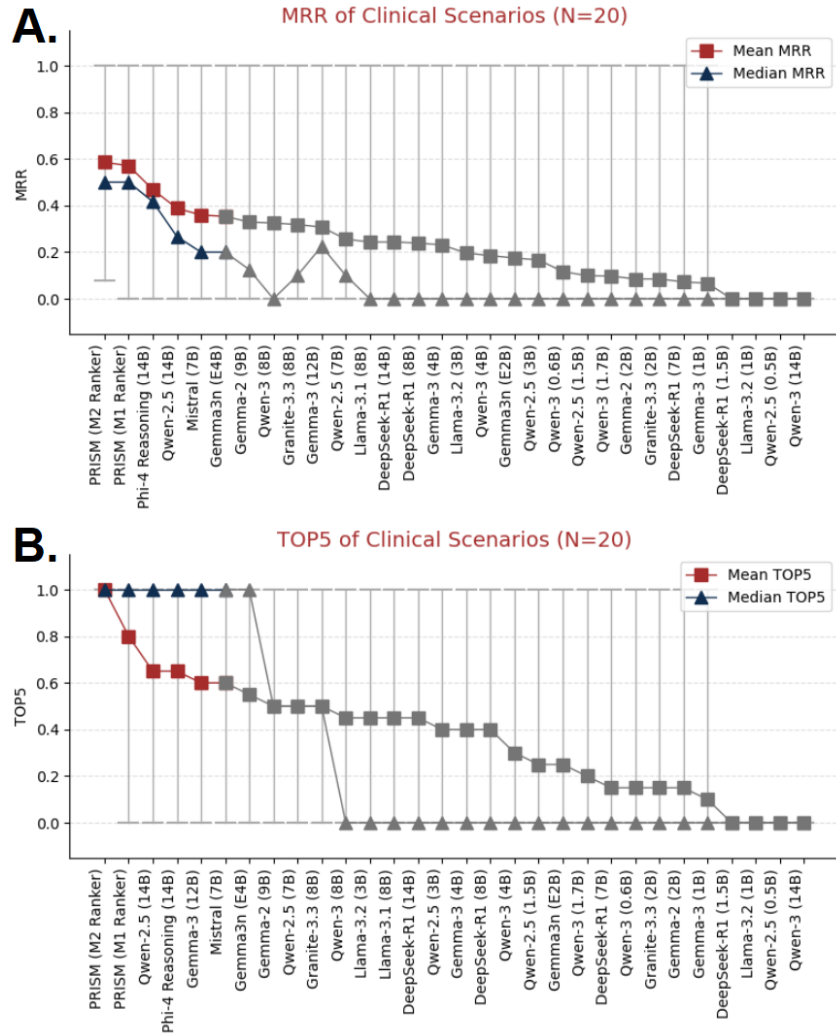 A.
MRR of Clinical Scenarios (N=20)
Mean MRR
Median MRR
1.0
0.8
0.6
0.4
0.2
0.0
MRR
PRISM (M2 Ranker)
PRISM (M1 Ranker)
Phi-4 Reasoning (14B)
Qwen-2.5 (14B)
Mistral (7B)
Gemma3n (E4B)
Gemma-2 (9B)
Qwen-3 (8B)
Granite-3.3 (8B)
Gemma-3 (12B)
Qwen-2.5 (7B)
Llama-3.1 (8B)
DeepSeek-R1 (14B)
DeepSeek-R1 (8B)
Gemma-3 (4B)
Llama-3.2 (3B)
Qwen-3 (4B)
Gemma3n (E2B)
Qwen-2.5 (3B)
Qwen-3 (0.6B)
Qwen-2.5 (1.5B)
Qwen-3 (1.7B)
Gemma-2 (2B)
Granite-3.3 (2B)
DeepSeek-R1 (7B)
Gemma-3 (1B)
DeepSeek-R1 (1.5B)
Llama-3.2 (1B)
Qwen-2.5 (0.5B)
Qwen-3 (14B)
B.
TOP5 of Clinical Scenarios (N=20)
Mean TOP5
Median TOP5
1.0
0.8
0.6
0.4
0.2
0.0
TOP5
PRISM (M2 Ranker)
PRISM (M1 Ranker)
Qwen-2.5 (14B)
Phi-4 Reasoning (14B)
Gemma-3 (12B)
Mistral (7B)
Gemma3n (E4B)
Gemma-2 (9B)
Qwen-2.5 (7B)
Granite-3.3 (8B)
Qwen-3 (8B)
Llama-3.2 (3B)
Llama-3.1 (8B)
DeepSeek-R1 (14B)
Qwen-2.5 (3B)
Gemma-3 (4B)
DeepSeek-R1 (8B)
Qwen-3 (4B)
Qwen-2.5 (1.5B)
Gemma3n (E2B)
Qwen-3 (1.7B)
DeepSeek-R1 (7B)
Qwen-3 (0.6B)
Granite-3.3 (2B)
Gemma-2 (2B)
Gemma-3 (1B)
DeepSeek-R1 (1.5B)
Llama-3.2 (1B)
Qwen-2.5 (0.5B)
Qwen-3 (14B)